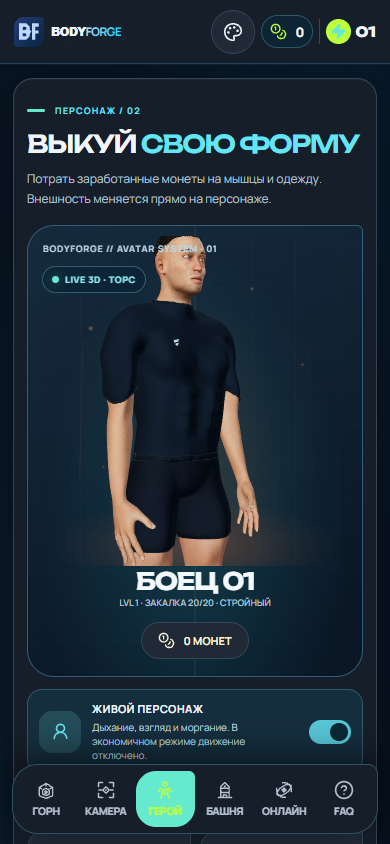 BF BODYFORGE
0
01
ПЕРСОНАЖ / 02
ВЫКУЙ СВОЮ ФОРМУ
Потрать заработанные монеты на мышцы и одежду.
Внешность меняется прямо на персонаже.
BODYFORGE // AVATAR SYSTEM - 01
LIVE 3D · ТОРС
БОЕЦ 01
LVL 1 · ЗАКАЛКА 20/20 · СТРОЙНЫЙ
0 МОНЕТ
ЖИВОЙ ПЕРСОНАЖ
Дыхание, взгляд и моргание. В
экономичном режиме движение
отключено.
ГОРН КАМЕРА ГЕРОЙ БАШНЯ ОНЛАЙН FAQ